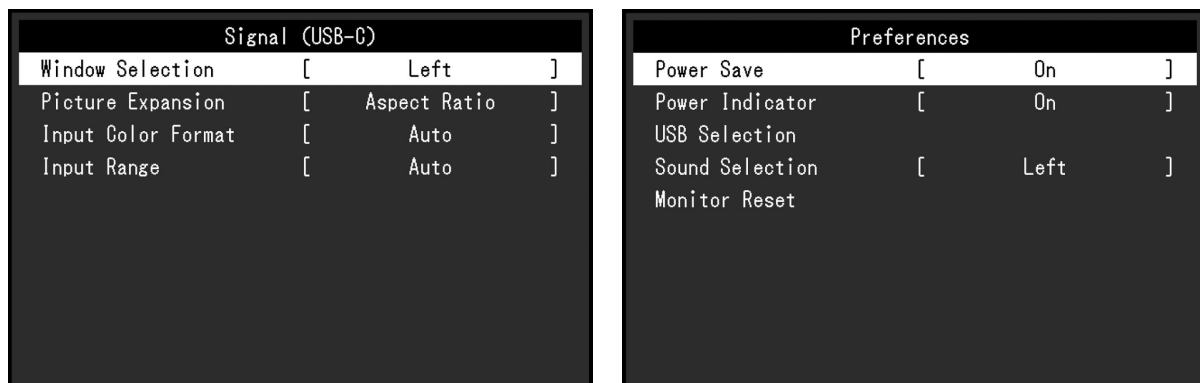 Signal (USB-C)
Window Selection [ Left ]
Picture Expansion [ Aspect Ratio ]
Input Color Format [ Auto ]
Input Range [ Auto ]
Preferences
Power Save [ On ]
Power Indicator [ On ]
USB Selection
Sound Selection [ Left ]
Monitor Reset